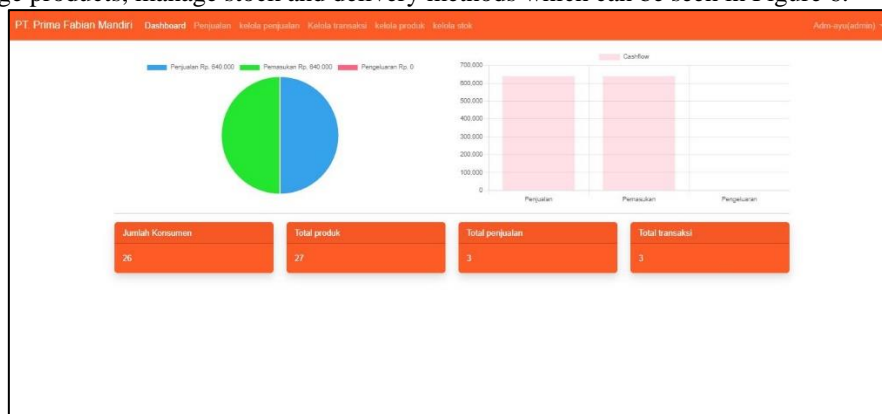 ge products, manage stock and delivery methods which can be seen in Figure 6.
PT. Prima Fabian Mandiri Dashboard Penjualan kelola penjualan Kelola transaksi kelola produk kelola stok Adm-ayu(admin)
Penjualan Rp. 640.000 Pemasukan Rp. 640.000 Pengeluaran Rp. 0
Cashflow
700.000
600.000
500.000
400.000
300.000
200.000
100.000
0
Penjualan Pemasukan Pengeluaran
Jumlah Konsumen Total produk Total penjualan Total transaksi
26 27 3 3